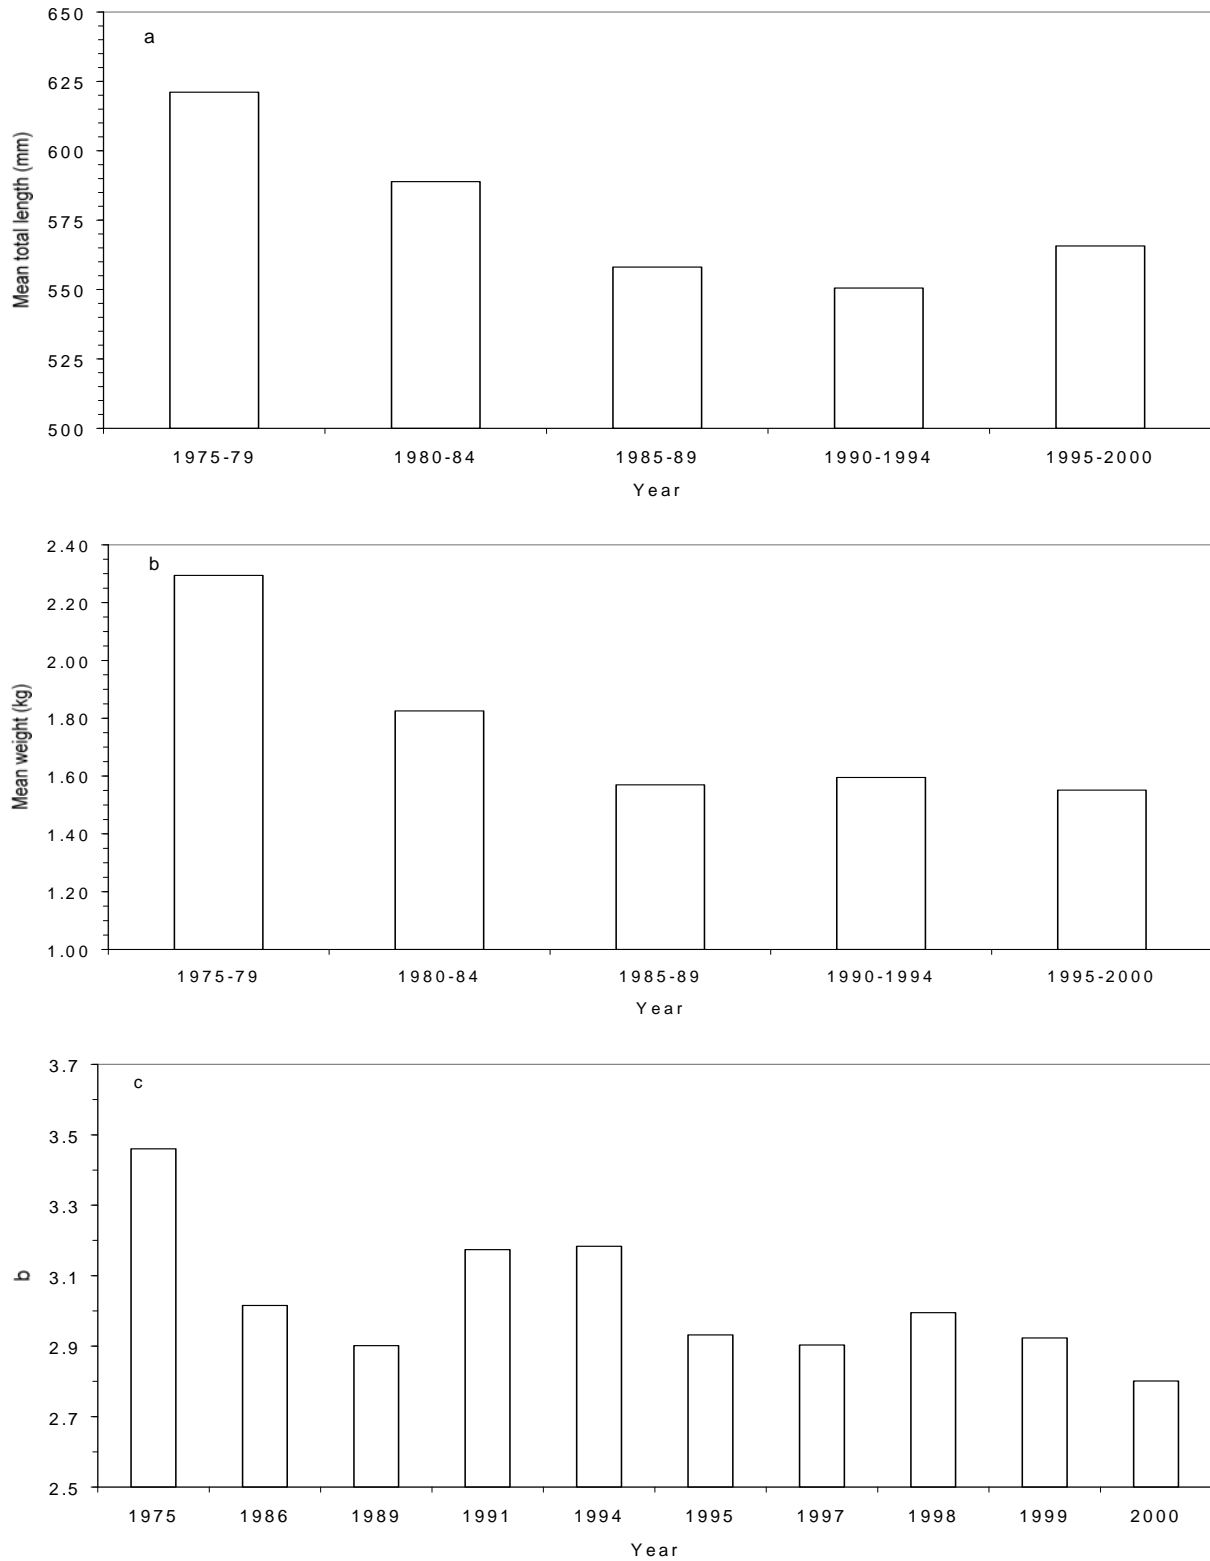 650
a
625
600
575
550
525
500
Mean total length (mm)
1975-79 1980-84 1985-89 1990-1994 1995-2000
Year
2.40
b
2.20
2.00
1.80
1.60
1.40
1.20
1.00
Mean weight (kg)
1975-79 1980-84 1985-89 1990-1994 1995-2000
Year
3.7
c
3.5
3.3
3.1
2.9
2.7
2.5
b
1975 1986 1989 1991 1994 1995 1997 1998 1999 2000
Year